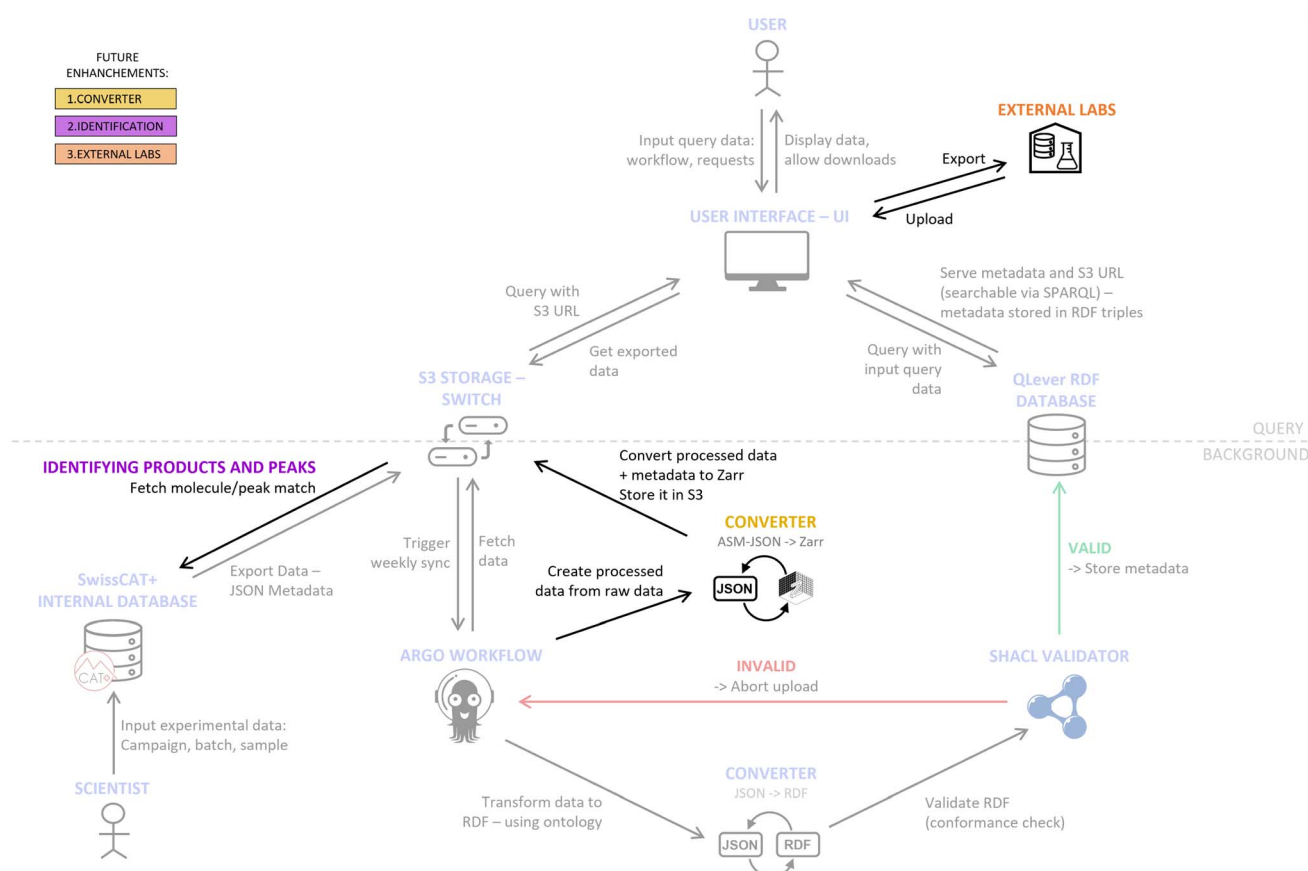 USER
FUTURE
ENHANCHEMENTS:
1.CONVERTER
2.IDENTIFICATION
3.EXTERNAL LABS
EXTERNAL LABS
Input query data:
workflow, requests
Display data,
allow downloads
Export
Upload
USER INTERFACE – UI
Query with
S3 URL
Get exported
data
Serve metadata and S3 URL
(searchable via SPARQL) –
metadata stored in RDF triples
Query with
input query
data
S3 STORAGE –
SWITCH
QLever RDF
DATABASE
QUERY
BACKGROUND
IDENTIFYING PRODUCTS AND PEAKS
Fetch molecule/peak match
Convert processed data
+ metadata to Zarr
Store it in S3
CONVERTER
ASM-JSON -> Zarr
JSON
Trigger
weekly sync
Fetch
data
Export Data –
JSON Metadata
Create processed
data from raw data
VALID
-> Store metadata
SwissCAT+
INTERNAL DATABASE
CAT+
ARGO WORKFLOW
INVALID
-> Abort upload
SHACL VALIDATOR
Input experimental data:
Campaign, batch, sample
SCIENTIST
Transform data to
RDF – using ontology
CONVERTER
JSON -> RDF
JSON
RDF
Validate RDF
(conformance check)